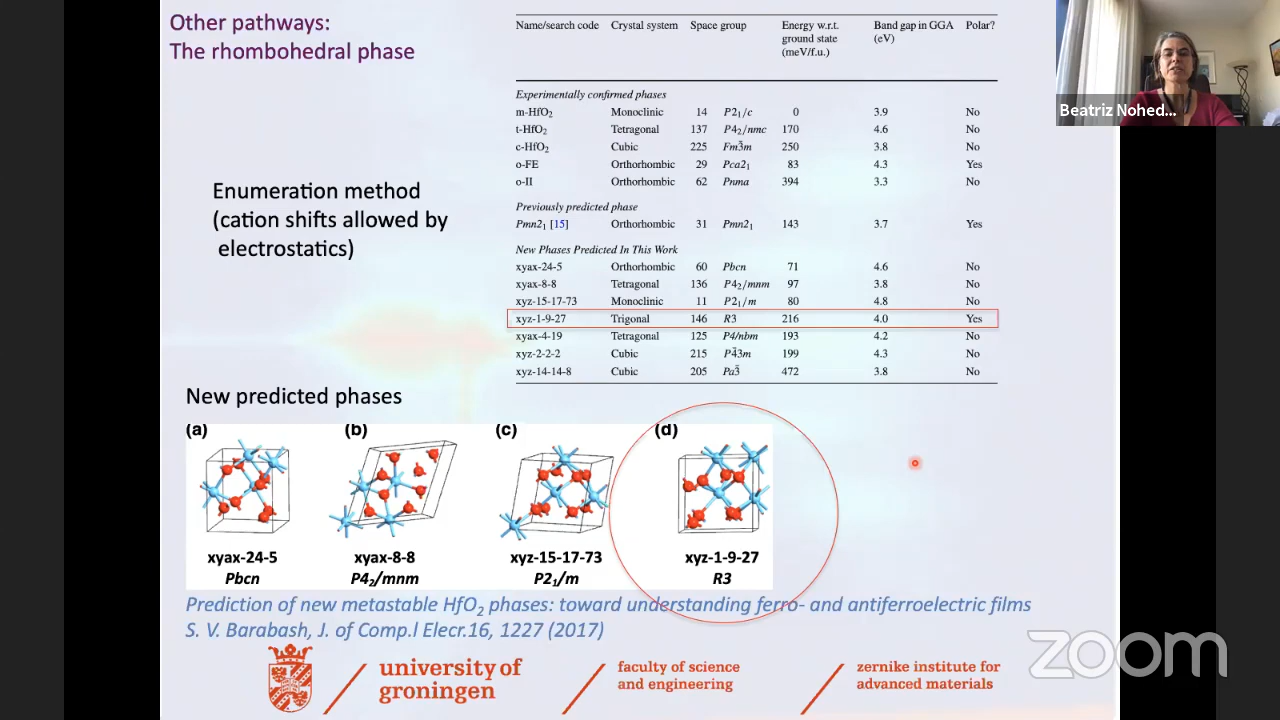 Other pathways:
The rhombohedral phase
Enumeration method
(cation shifts allowed by
electrostatics)
Name/search code Crystal system Space group Energy w.r.t. ground state (meV/f.u.) Band gap in GGA (eV) Polar?
Experimentally confirmed phases
m-HfO₂ Monoclinic 14 P2₁/c 0 3.9 No
t-HfO₂ Tetragonal 137 P4₂/nmc 170 4.6 No
c-HfO₂ Cubic 225 Fm3̄m 250 3.8 No
o-FE Orthorhombic 29 Pca2₁ 83 4.3 Yes
o-II Orthorhombic 62 Pnma 394 3.3 No
Previously predicted phase
Pmn2₁ [15] Orthorhombic 31 Pmn2₁ 143 3.7 Yes
New Phases Predicted In This Work
xyax-24-5 Orthorhombic 60 Pbcn 71 4.6 No
xyax-8-8 Tetragonal 136 P4₂/mnm 97 3.8 No
xyz-15-17-73 Monoclinic 11 P2₁/m 80 4.8 No
xyz-1-9-27 Trigonal 146 R3 216 4.0 Yes
xyax-4-19 Tetragonal 125 P4/nbm 193 4.2 No
xyz-2-2-2 Cubic 215 P4̄3m 199 4.3 No
xyz-14-14-8 Cubic 205 Pa3̄ 472 3.8 No
Beatriz Nohed...
New predicted phases
(a) (b) (c) (d)
xyax-24-5 xyax-8-8 xyz-15-17-73 xyz-1-9-27
Pbcn P4₂/mnm P2₁/m R3
Prediction of new metastable HfO₂ phases: toward understanding ferro- and antiferroelectric films
S. V. Barabash, J. of Comp.l Elecr.16, 1227 (2017)
university of
groningen
faculty of science
and engineering
zernike institute for
advanced materials
zoom